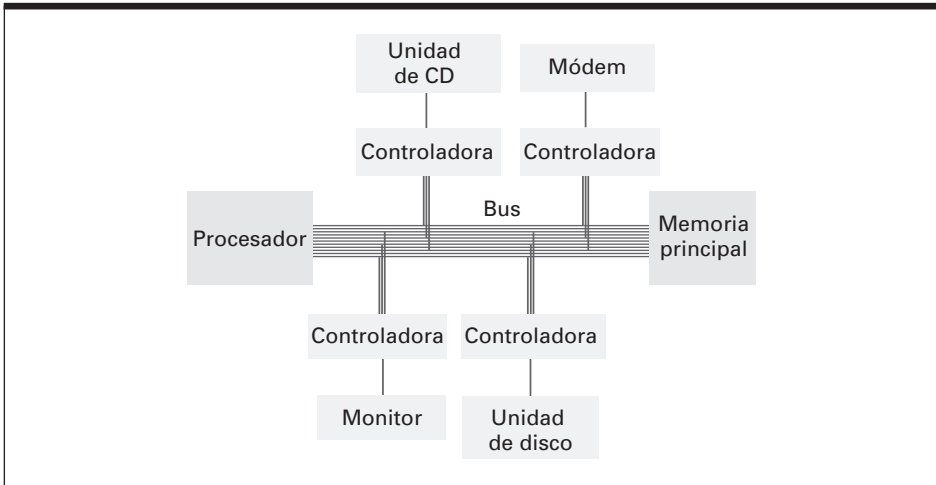 Unidad
de CD
Módem
Controladora
Controladora
Bus
Procesador
Memoria
principal
Controladora
Controladora
Monitor
Unidad
de disco